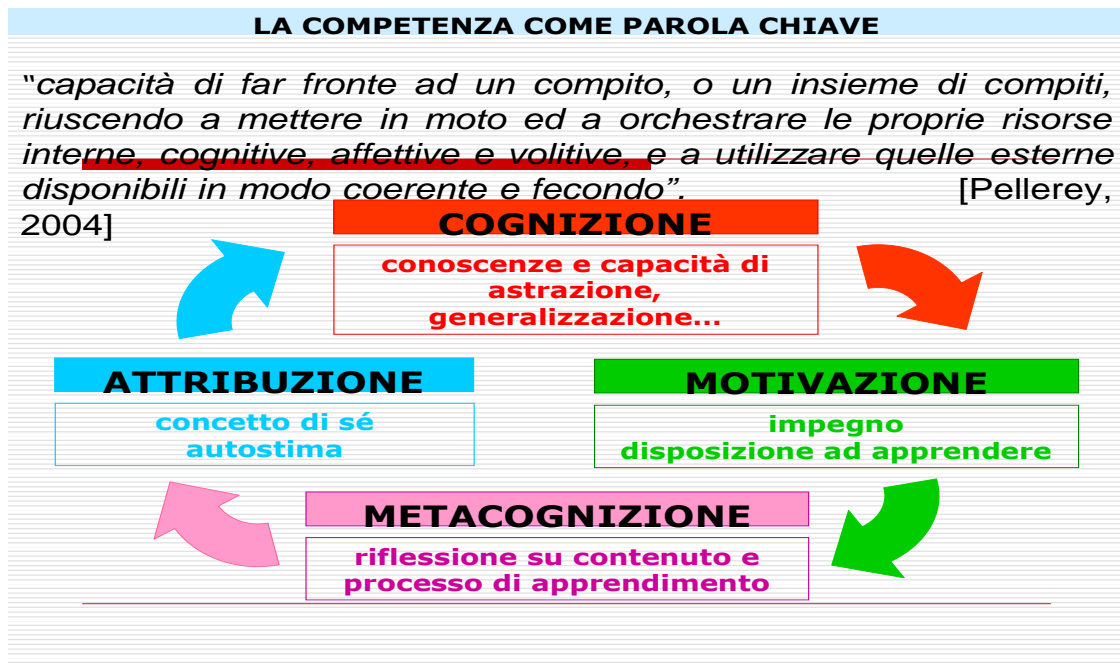 LA COMPETENZA COME PAROLA CHIAVE
"capacità di far fronte ad un compito, o un insieme di compiti,
riuscendo a mettere in moto ed a orchestrare le proprie risorse
interne, cognitive, affettive e volitive, e a utilizzare quelle esterne
disponibili in modo coerente e fecondo". [Pellerey,
2004]
COGNIZIONE
conoscenze e capacità di
astrazione,
generalizzazione...
ATTRIBUZIONE
concetto di sé
autostima
MOTIVAZIONE
impegno
disposizione ad apprendere
METACOGNIZIONE
riflessione su contenuto e
processo di apprendimento